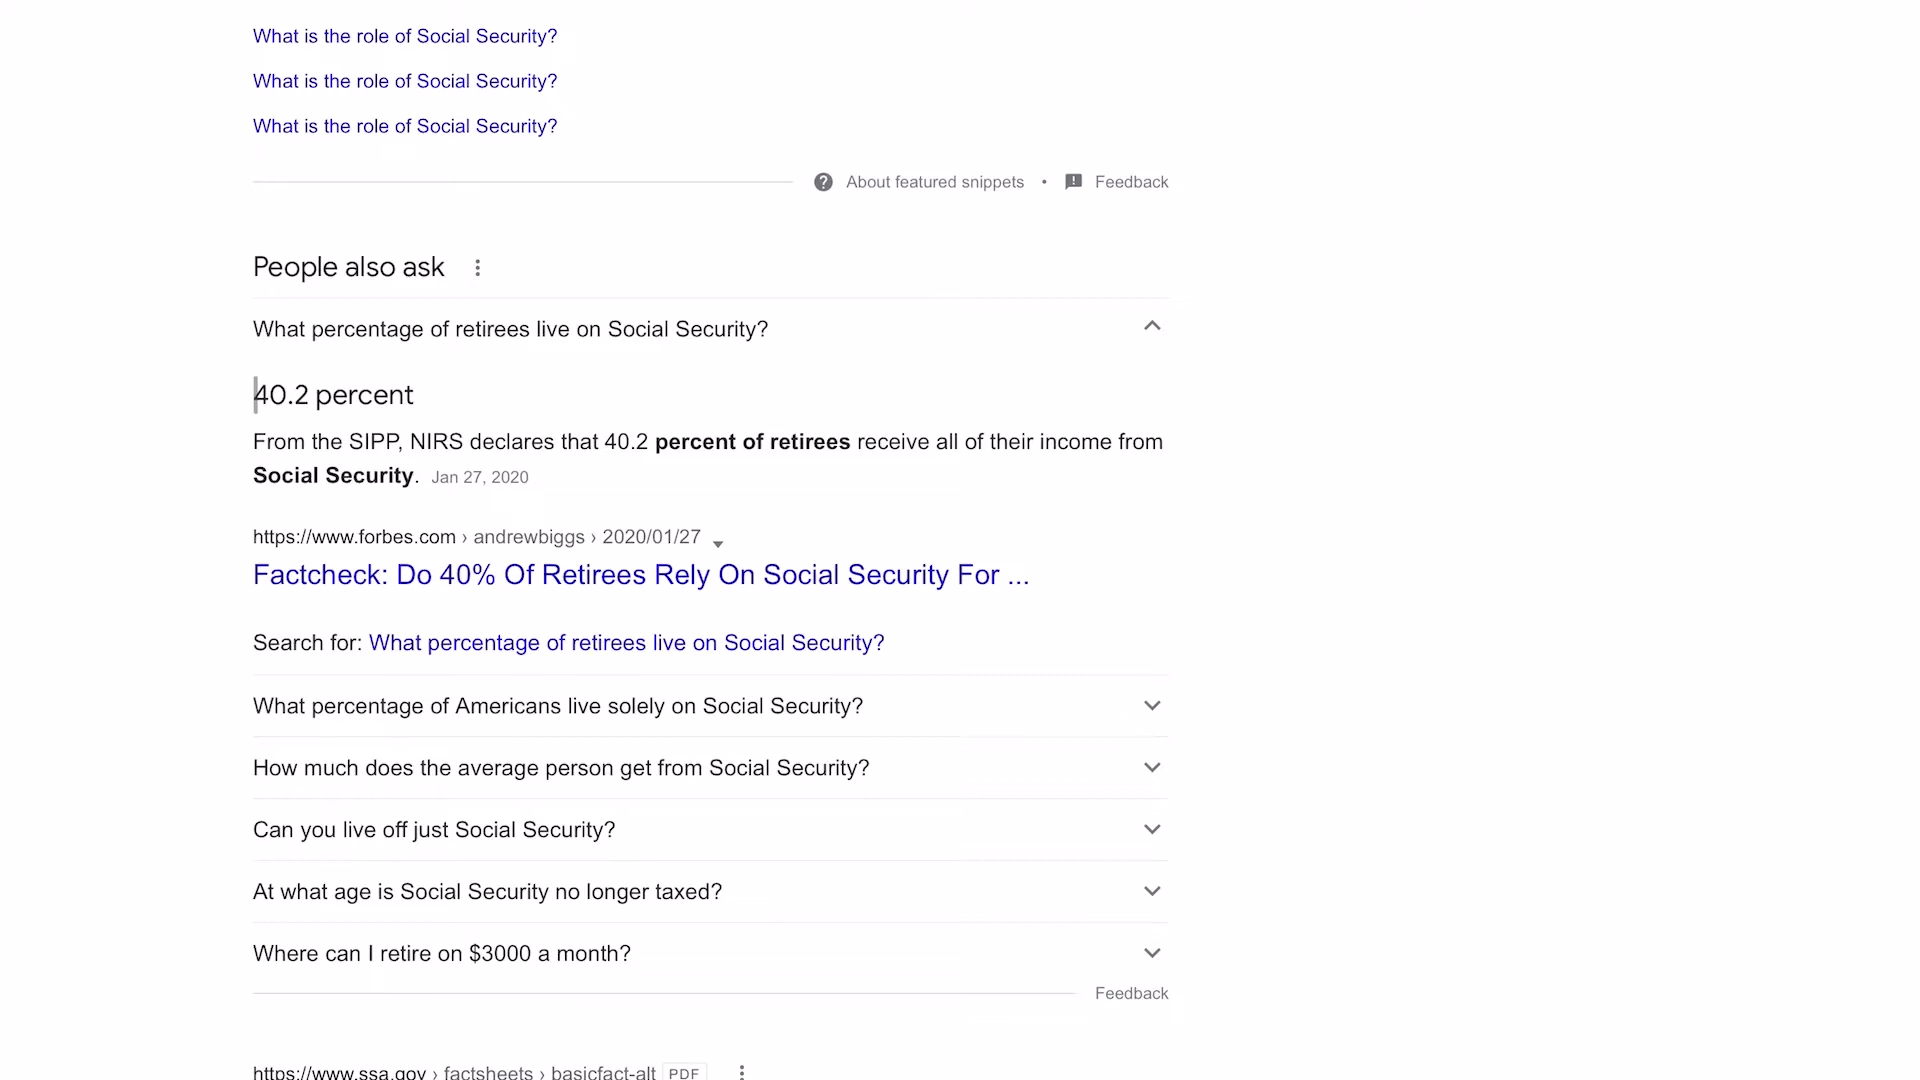 What is the role of Social Security?
What is the role of Social Security?
What is the role of Social Security?
About featured snippets • Feedback
People also ask
What percentage of retirees live on Social Security?
40.2 percent
From the SIPP, NIRS declares that 40.2 percent of retirees receive all of their income from
Social Security. Jan 27, 2020
https://www.forbes.com › andrewbiggs › 2020/01/27
Factcheck: Do 40% Of Retirees Rely On Social Security For ...
Search for: What percentage of retirees live on Social Security?
What percentage of Americans live solely on Social Security?
How much does the average person get from Social Security?
Can you live off just Social Security?
At what age is Social Security no longer taxed?
Where can I retire on $3000 a month?
Feedback
https://www.ssa.gov › factsheets › basicfact-alt PDF